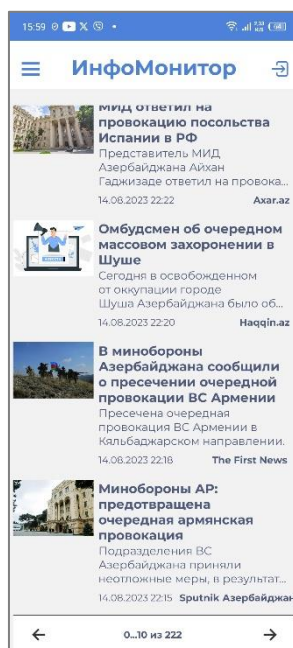 15:59
ИнфоМонитор
МИД ответил на
провокацию посольства
Испании в РФ
Представитель МИД
Азербайджана Айхан
Гаджизаде ответил на провока...
14.08.2023 22:22 Axar.az
Омбудсмен об очередном
массовом захоронении в
Шуше
Сегодня в освобожденном
от оккупации городе
Шуша Азербайджана было об...
14.08.2023 22:20 Haqqin.az
В минобороны
Азербайджана сообщили
о пресечении очередной
провокации ВС Армении
Пресечена очередная
провокация ВС Армении в
Кяльбаджарском направлении.
14.08.2023 22:18 The First News
Минобороны АР:
предотвращена
очередная армянская
провокация
Подразделения ВС
Азербайджана приняли
неотложные меры, в результат...
14.08.2023 22:15 Sputnik Азербайджан
0...10 из 222